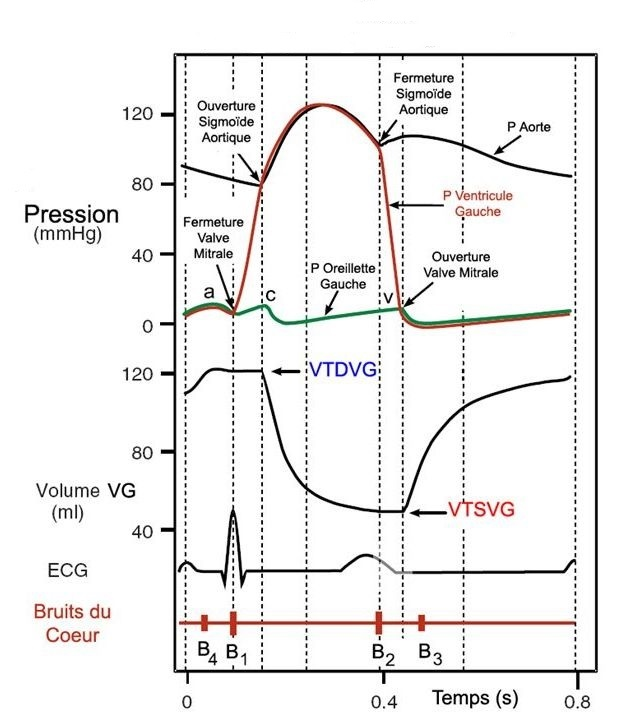 Fermeture
Sigmoïde
Aortique
Ouverture
Sigmoïde
Aortique
P Aorte
120
80
Pression
(mmHg)
P Ventricule
Gauche
Fermeture
Valve
Mitrale
40
Ouverture
Valve Mitrale
P Oreillette
Gauche
a
c
v
0
120
VTDVG
80
Volume VG
(ml)
VTSVG
40
ECG
Bruits du
Coeur
B4 B1 B2 B3
0 0.4 Temps (s) 0.8